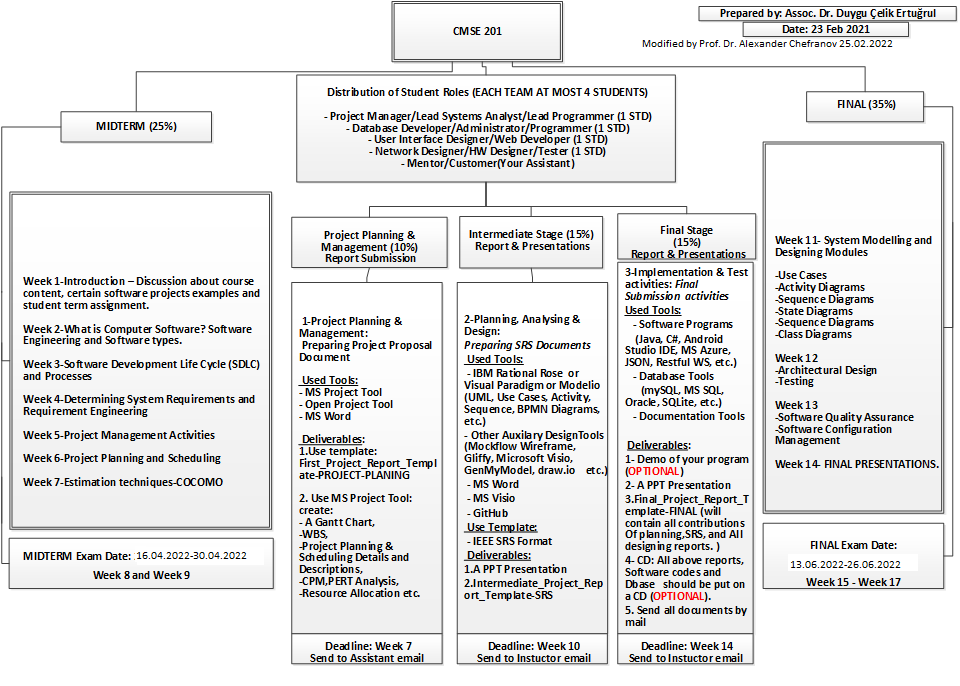 CMSE 201
Prepared by: Assoc. Dr. Duygu Çelik Ertuğrul
Date: 23 Feb 2021
Modified by Prof. Dr. Alexander Chefranov 25.02.2022
Distribution of Student Roles (EACH TEAM AT MOST 4 STUDENTS)
- Project Manager/Lead Systems Analyst/Lead Programmer (1 STD)
- Database Developer/Administrator/Programmer (1 STD)
- User Interface Designer/Web Developer (1 STD)
- Network Designer/HW Designer/Tester (1 STD)
- Mentor/Customer(Your Assistant)
MIDTERM (25%)
Week 1-Introduction – Discussion about course
content, certain software projects examples and
student term assignment.
Week 2-What is Computer Software? Software
Engineering and Software types.
Week 3-Software Development Life Cycle (SDLC)
and Processes
Week 4-Determining System Requirements and
Requirement Engineering
Week 5-Project Management Activities
Week 6-Project Planning and Scheduling
Week 7-Estimation techniques-COCOMO
MIDTERM Exam Date: 16.04.2022-30.04.2022
Week 8 and Week 9
Project Planning &
Management (10%)
Report Submission
1-Project Planning &
Management:
Preparing Project Proposal
Document
Used Tools:
- MS Project Tool
- Open Project Tool
- MS Word
Deliverables:
1.Use template:
First_Project_Report_Templ
ate-PROJECT-PLANING
2. Use MS Project Tool:
create:
- A Gantt Chart,
-WBS,
-Project Planning &
Scheduling Details and
Descriptions,
-CPM,PERT Analysis,
-Resource Allocation etc.
Deadline: Week 7
Send to Assistant email
Intermediate Stage (15%)
Report & Presentations
2-Planning, Analysing &
Design:
Preparing SRS Documents
Used Tools:
- IBM Rational Rose or
Visual Paradigm or Modelio
(UML, Use Cases, Activity,
Sequence, BPMN Diagrams,
etc.)
- Other Auxilary DesignTools
(Mockflow Wireframe,
Gliffy, Microsoft Visio,
GenMyModel, draw.io etc.)
- MS Word
- MS Visio
- GitHub
Use Template:
- IEEE SRS Format
Deliverables:
1.A PPT Presentation
2.Intermediate_Project_Rep
ort_Template-SRS
Deadline: Week 10
Send to Instuctor email
Final Stage
(15%)
Report & Presentations
3-Implementation & Test
activities: Final
Submission activities
Used Tools:
- Software Programs
(Java, C#, Android
Studio IDE, MS Azure,
JSON, Restful WS, etc.)
- Database Tools
(mySQL, MS SQL,
Oracle, SQLite, etc.)
- Documentation Tools
Deliverables:
1- Demo of your program
(OPTIONAL)
2- A PPT Presentation
3.Final_Project_Report_T
emplate-FINAL (will
contain all contributions
Of planning,SRS, and All
designing reports. )
4- CD: All above reports,
Software codes and
Dbase should be put on
a CD (OPTIONAL).
5. Send all documents by
mail
Deadline: Week 14
Send to Instuctor email
FINAL (35%)
Week 11- System Modelling and
Designing Modules
-Use Cases
-Activity Diagrams
-Sequence Diagrams
-State Diagrams
-Sequence Diagrams
-Class Diagrams
Week 12
-Architectural Design
-Testing
Week 13
-Software Quality Assurance
-Software Configuration
Management
Week 14- FINAL PRESENTATIONS.
FINAL Exam Date:
13.06.2022-26.06.2022
Week 15 - Week 17